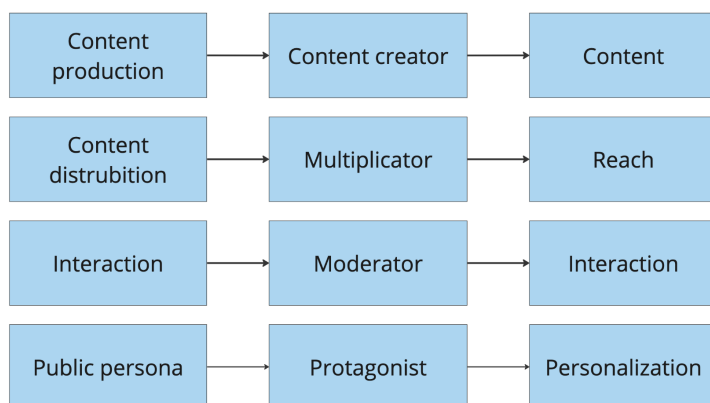 Content
production
Content creator
Content
Content
distrubition
Multiplicator
Reach
Interaction
Moderator
Interaction
Public persona
Protagonist
Personalization